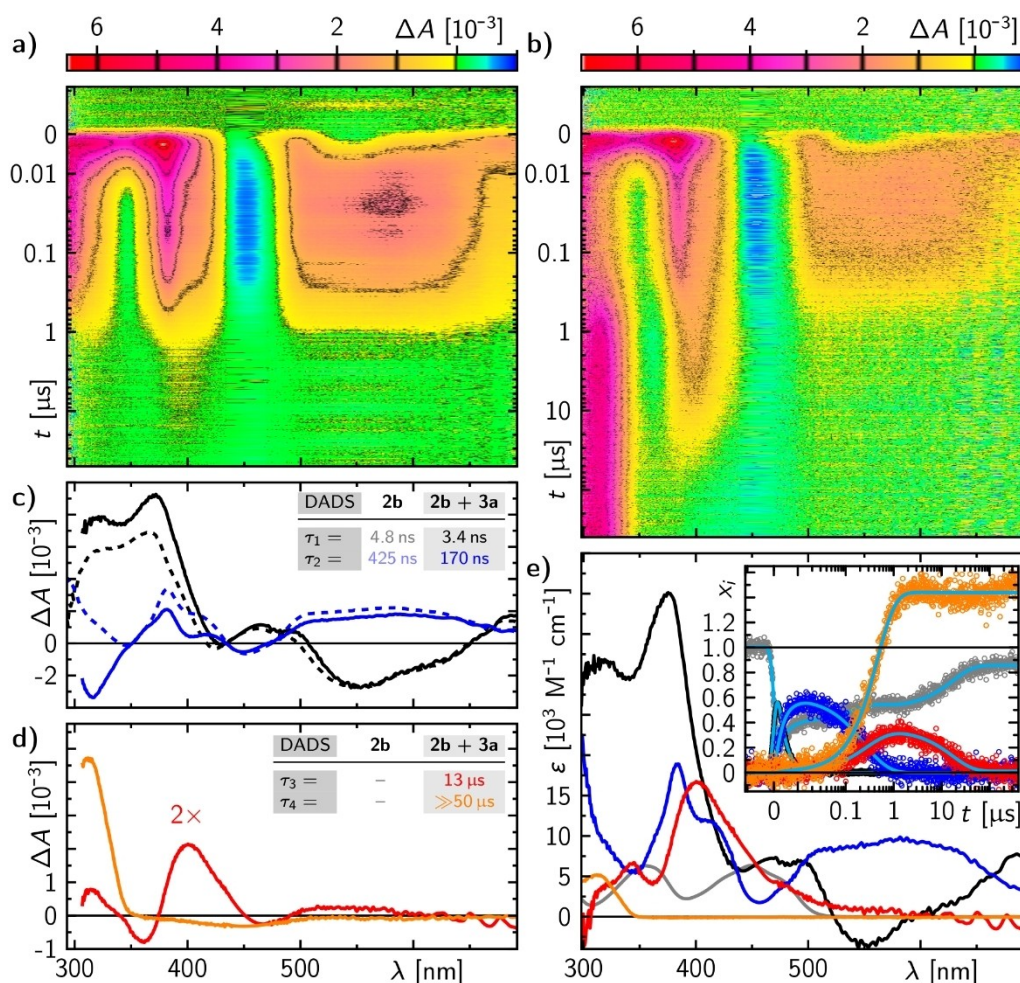 a)
6 4 2 ΔA [10⁻³]
0
0.01
0.1
1
10
t [µs]
b)
6 4 2 ΔA [10⁻³]
0
0.01
0.1
1
10
t [µs]
c)
ΔA [10⁻³]
0
-2
DADS 2b 2b + 3a
τ₁ = 4.8 ns 3.4 ns
τ₂ = 425 ns 170 ns
d)
ΔA [10⁻³]
1
0
-1
DADS 2b 2b + 3a
τ₃ = – 13 µs
τ₄ = – ≫50 µs
2×
300 400 500 λ [nm]
e)
ε [10³ M⁻¹ cm⁻¹]
15
10
5
0
xᵢ
1.0
0.8
0.6
0.4
0.2
0
0 0.1 1 10 t [µs]
300 400 500 λ [nm]